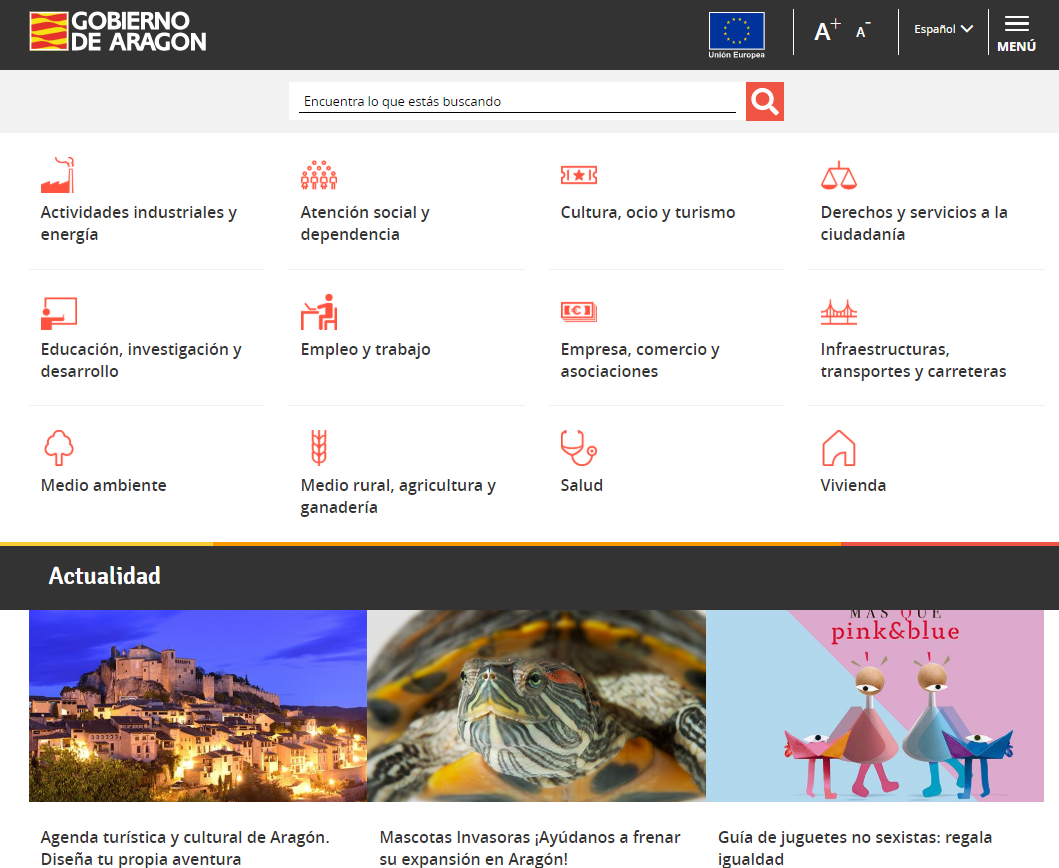 GOBIERNO
DE ARAGON
Unión Europea
A+ A-
Español
MENÚ
Encuentra lo que estás buscando
Actividades industriales y
energía
Atención social y
dependencia
Cultura, ocio y turismo
Derechos y servicios a la
ciudadanía
Educación, investigación y
desarrollo
Empleo y trabajo
Empresa, comercio y
asociaciones
Infraestructuras,
transportes y carreteras
Medio ambiente
Medio rural, agricultura y
ganadería
Salud
Vivienda
Actualidad
MAS QUE
pink&blue
Agenda turística y cultural de Aragón.
Diseña tu propia aventura
Mascotas Invasoras ¡Ayúdanos a frenar
su expansión en Aragón!
Guía de juguetes no sexistas: regala
igualdad